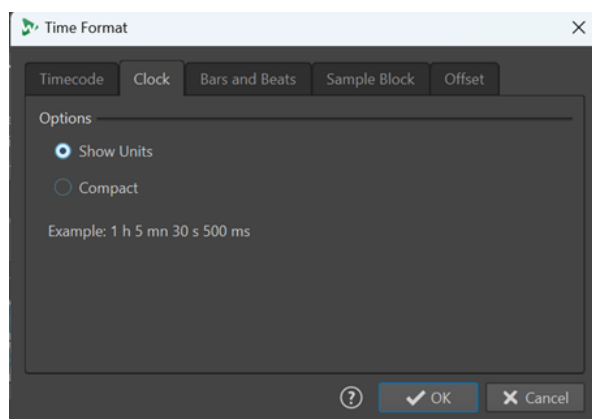 Time Format
Timecode Clock Bars and Beats Sample Block Offset
Options
Show Units
Compact
Example: 1 h 5 mn 30 s 500 ms
? OK Cancel